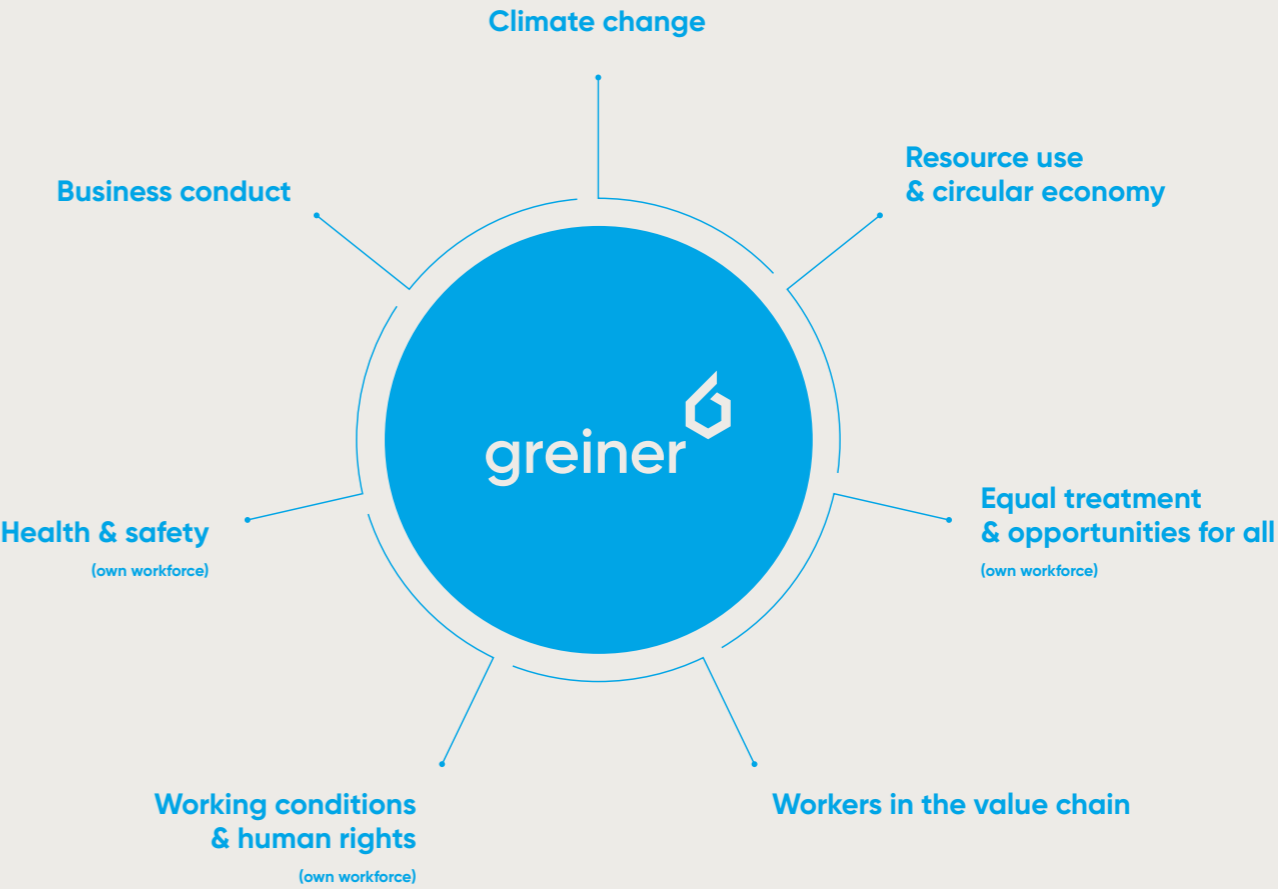 Climate change
Resource use
& circular economy
Business conduct
greiner
Equal treatment
& opportunities for all
(own workforce)
Health & safety
(own workforce)
Working conditions
& human rights
(own workforce)
Workers in the value chain